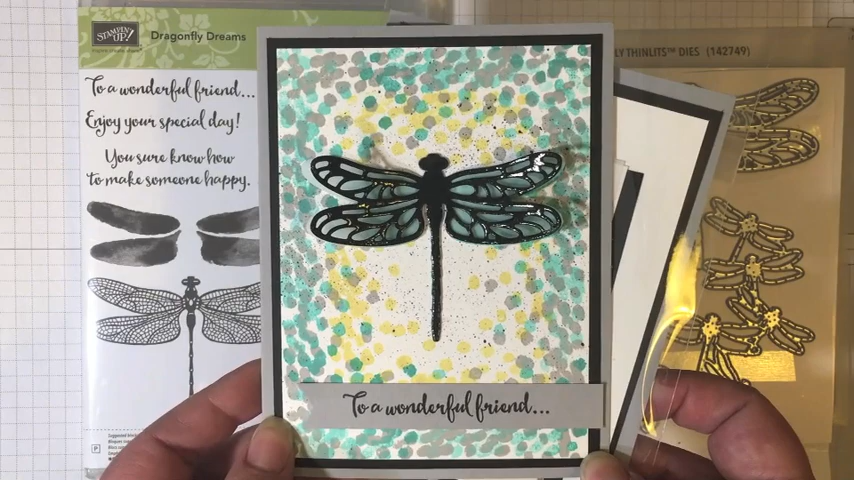 STAMPIN' UP!
Dragonfly Dreams
LY THINLITS™ DIES (142749)
To a wonderful friend...
Enjoy your special day!
You sure know how
to make someone happy.
To a wonderful friend...
P